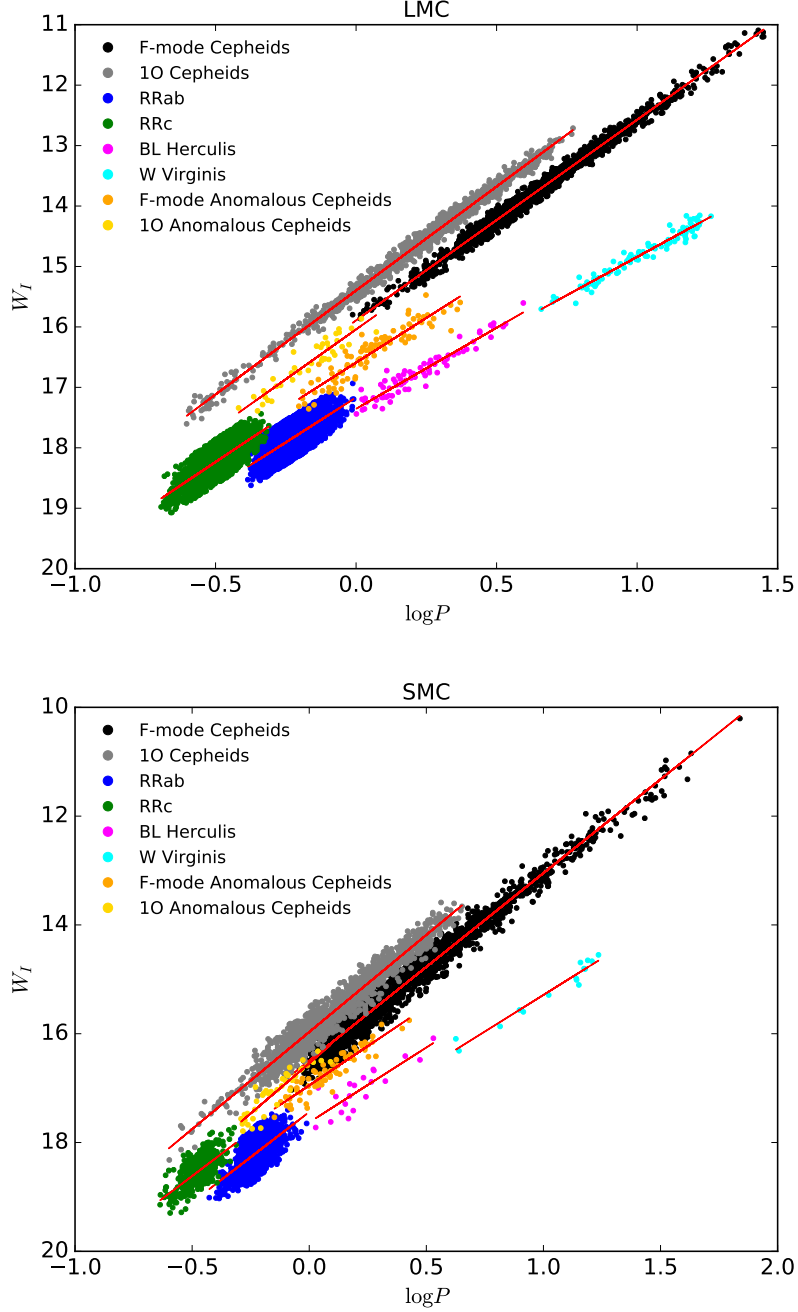 LMC
11
12
13
14
15
16
17
18
19
20
W_I
F-mode Cepheids
1O Cepheids
RRab
RRc
BL Herculis
W Virginis
F-mode Anomalous Cepheids
1O Anomalous Cepheids
−1.0 −0.5 0.0 0.5 1.0 1.5
logP
SMC
10
12
14
16
18
20
W_I
F-mode Cepheids
1O Cepheids
RRab
RRc
BL Herculis
W Virginis
F-mode Anomalous Cepheids
1O Anomalous Cepheids
−1.0 −0.5 0.0 0.5 1.0 1.5 2.0
logP